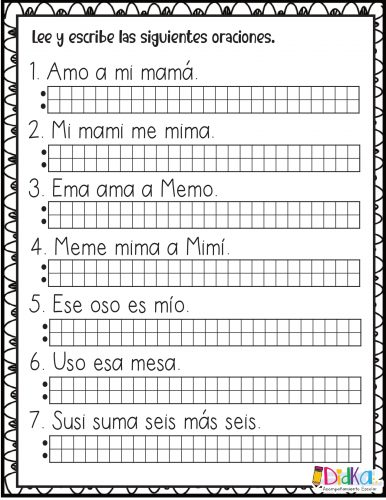 Lee y escribe las siguientes oraciones.
1. Amo a mi mamá.
2. Mi mami me mima.
3. Ema ama a Memo.
4. Meme mima a Mimí.
5. Ese oso es mío.
6. Uso esa mesa.
7. Susi suma seis más seis.
DidKa
Acompañamiento Escolar